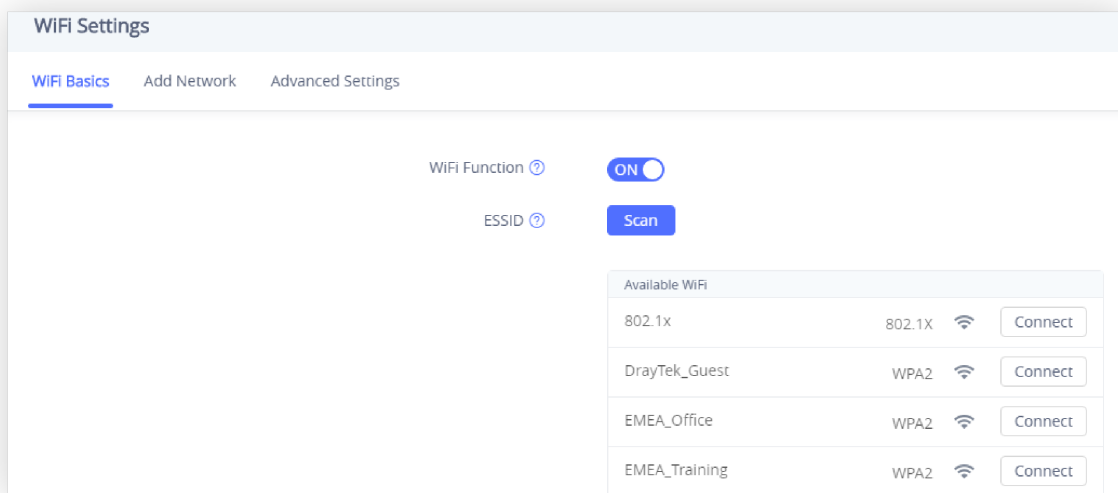 WiFi Settings
WiFi Basics Add Network Advanced Settings
WiFi Function ? ON
ESSID ? Scan
Available WiFi
802.1x 802.1X Connect
DrayTek_Guest WPA2 Connect
EMEA_Office WPA2 Connect
EMEA_Training WPA2 Connect